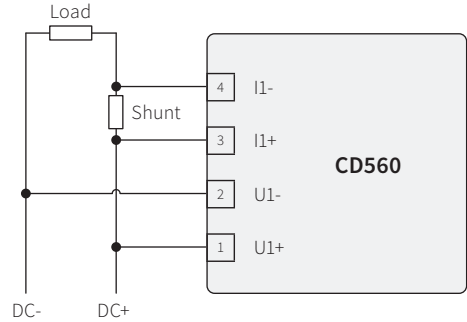 Load
4 I1-
Shunt
3 I1+
CD560
2 U1-
1 U1+
DC- DC+